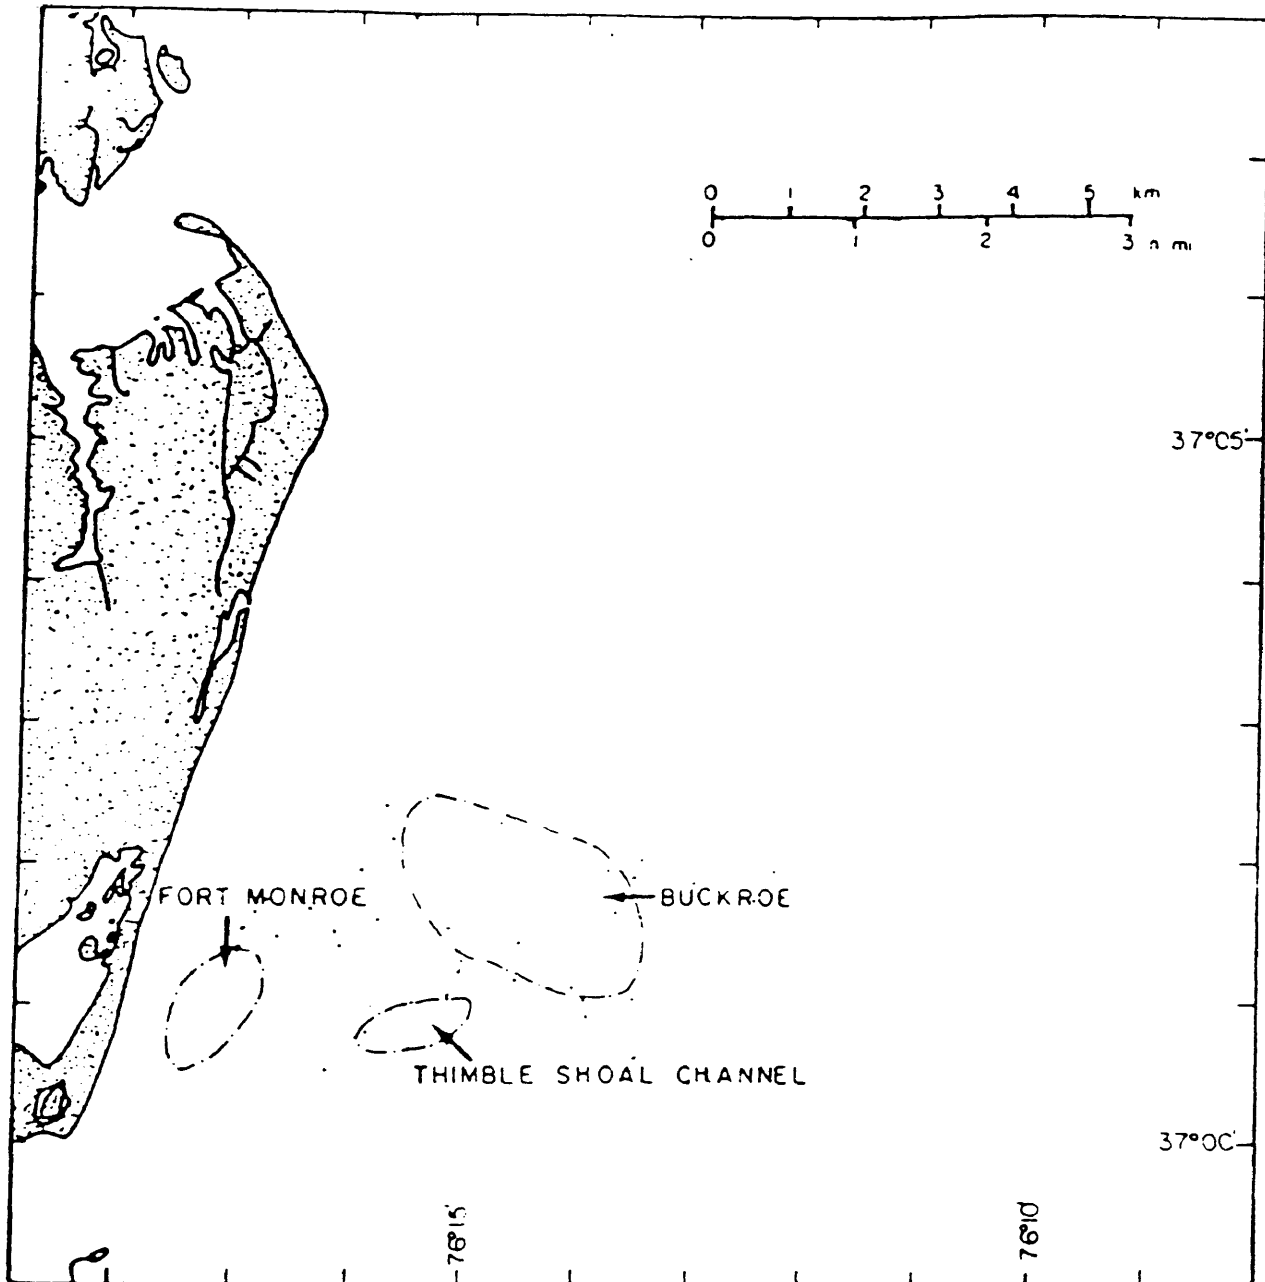 0 1 2 3 4 5 km
0 1 2 3 n mi
37°05'
FORT MONROE
BUCKROE
THIMBLE SHOAL CHANNEL
37°00'
76°15'
76°10'